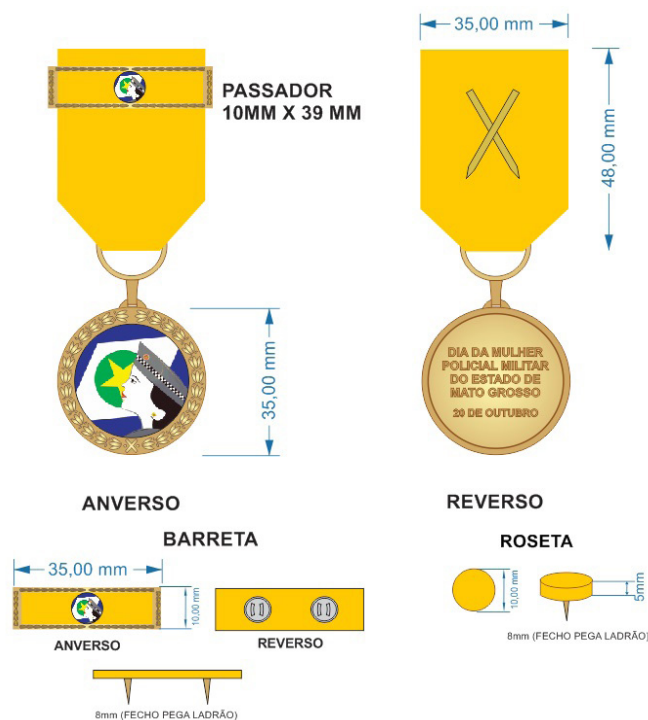 35,00 mm
PASSADOR
10MM X 39 MM
48,00 mm
35,00 mm
DIA DA MULHER
POLICIAL MILITAR
DO ESTADO DE
MATO GROSSO
20 DE OUTUBRO
ANVERSO
REVERSO
BARRETA
ROSETA
35,00 mm
10,00 mm
ANVERSO
REVERSO
10,00 mm
5mm
8mm (FECHO PEGA LADRÃO)
8mm (FECHO PEGA LADRÃO)